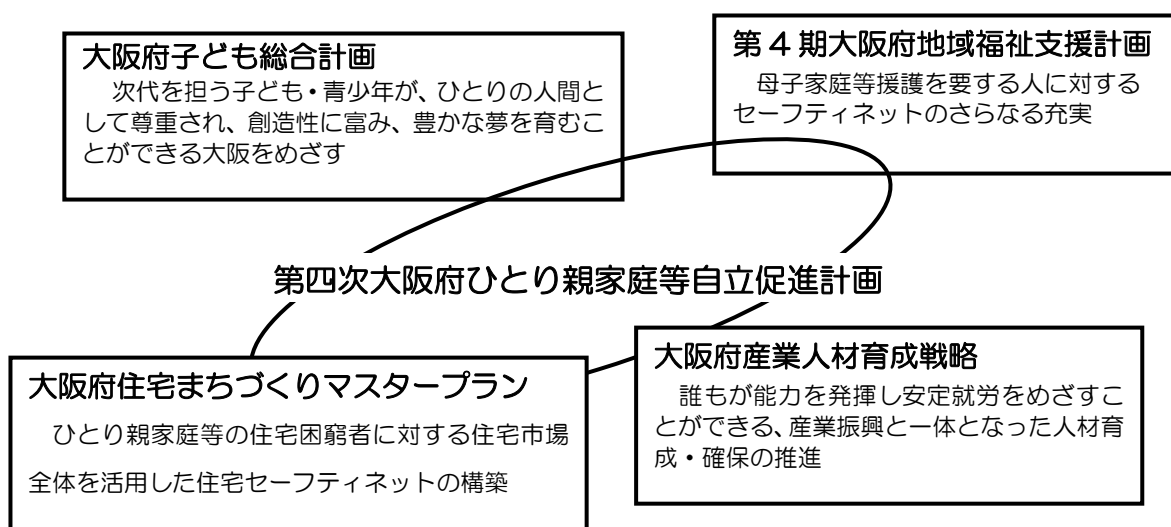 大阪府子ども総合計画
次代を担う子ども・青少年が、ひとりの人間と
して尊重され、創造性に富み、豊かな夢を育むこ
とができる大阪をめざす
第4期大阪府地域福祉支援計画
母子家庭等援護を要する人に対する
セーフティネットのさらなる充実
第四次大阪府ひとり親家庭等自立促進計画
大阪府住宅まちづくりマスタープラン
ひとり親家庭等の住宅困窮者に対する住宅市場
全体を活用した住宅セーフティネットの構築
大阪府産業人材育成戦略
誰もが能力を発揮し安定就労をめざすこ
とができる、産業振興と一体となった人材育
成・確保の推進